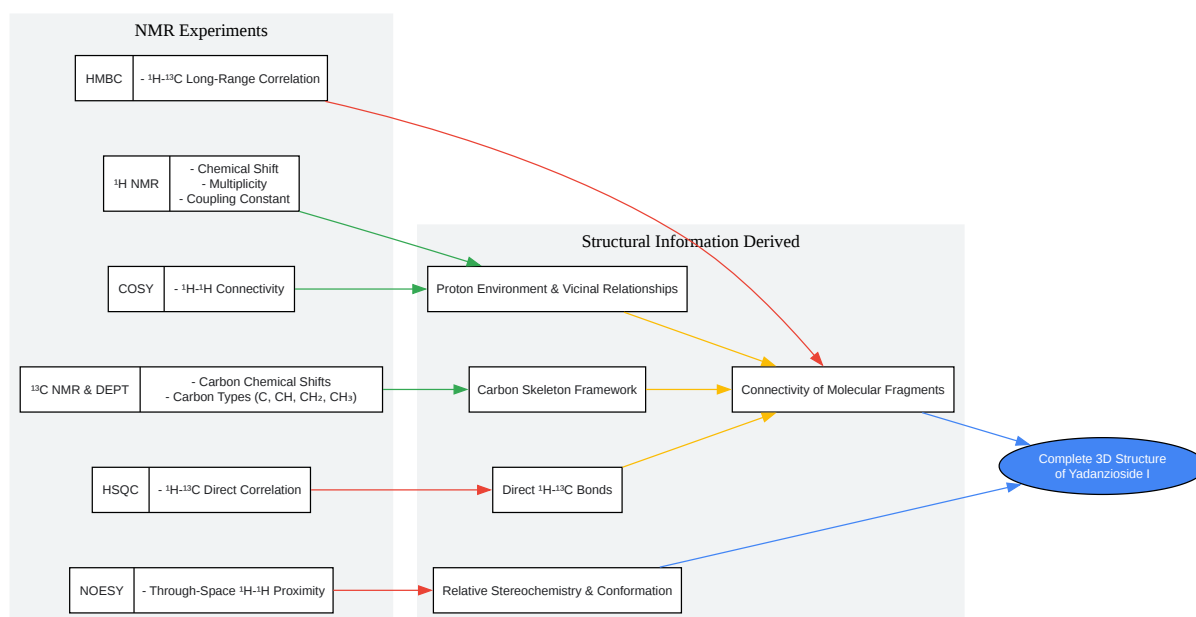 NMR Experiments
HMBC
- ¹H-¹³C Long-Range Correlation
¹H NMR
- Chemical Shift
- Multiplicity
- Coupling Constant
COSY
- ¹H-¹H Connectivity
¹³C NMR & DEPT
- Carbon Chemical Shifts
- Carbon Types (C, CH, CH₂, CH₃)
HSQC
- ¹H-¹³C Direct Correlation
NOESY
- Through-Space ¹H-¹H Proximity
Structural Information Derived
Proton Environment & Vicinal Relationships
Carbon Skeleton Framework
Connectivity of Molecular Fragments
Direct ¹H-¹³C Bonds
Relative Stereochemistry & Conformation
Complete 3D Structure
of Yadanzioside I